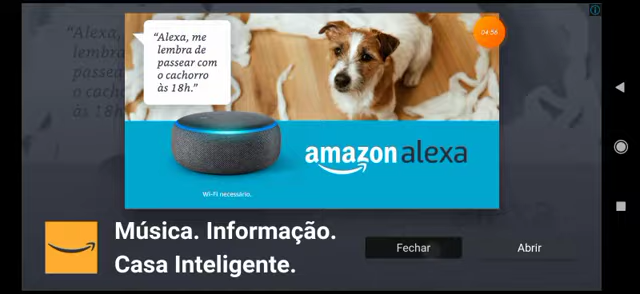 “Alexa, me
lembra de
passear com
o cachorro
às 18h.”
04:56
amazon alexa
Wi-Fi necessário.
Música. Informação.
Casa Inteligente.
Fechar
Abrir